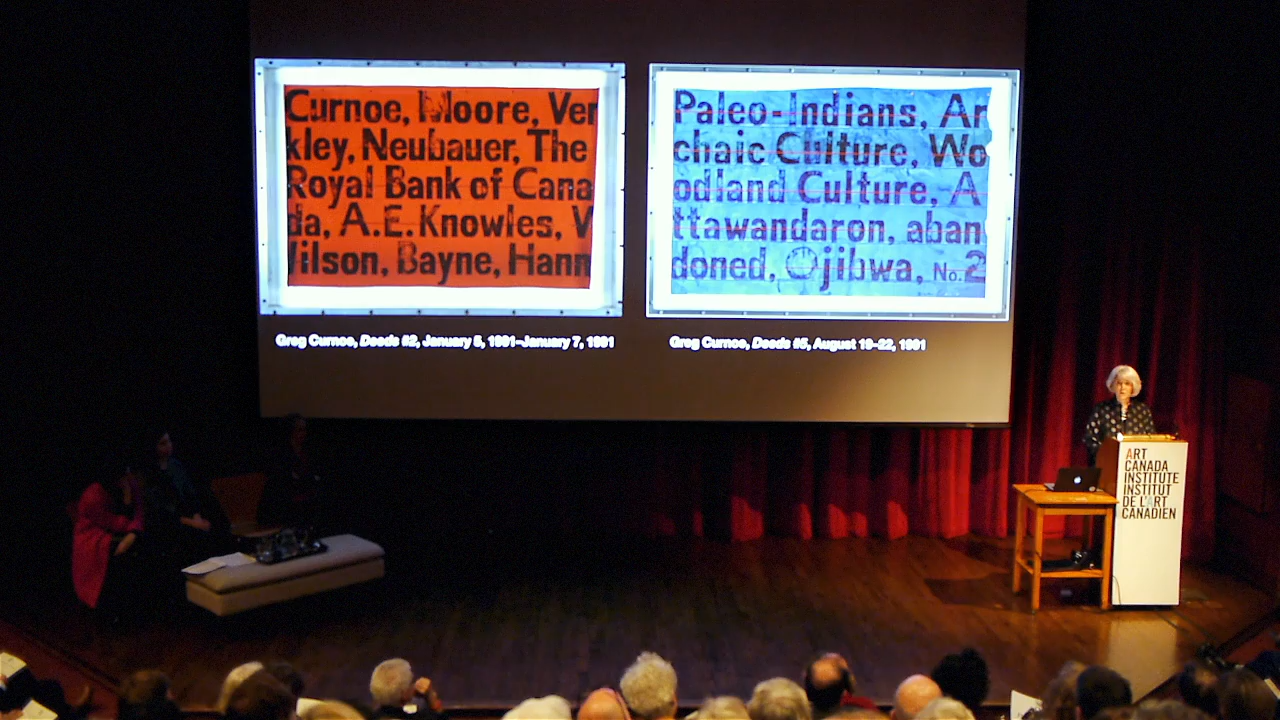 Curnoe, Moore, Ver
kley, Neubauer, The
Royal Bank of Cana
da, A.E.Knowles, W
ilson, Bayne, Hann
Greg Curnoe, Deeds #2, January 5, 1991–January 7, 1991
Paleo-Indians, Ar
chaic Culture, Wo
odland Culture, A
ttawandaron, aban
doned, Ojibwa, No.2
Greg Curnoe, Deeds #5, August 19–22, 1991
ART
CANADA
INSTITUTE
INSTITUT
DE L'ART
CANADIEN